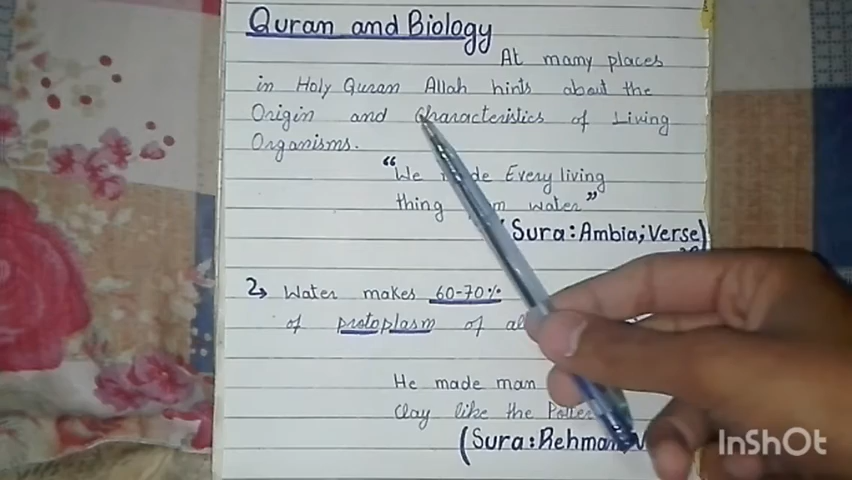 Quran and Biology
At many places
in Holy Quran Allah hints about the
Origin and Characteristics of Living
Organisms.
"We Every living
thing water"
(Sura:Ambia;Verse)
2→ Water makes 60-70%
of protoplasm of
He made man
Clay like the Potter
(Sura:Rehman
InShOt